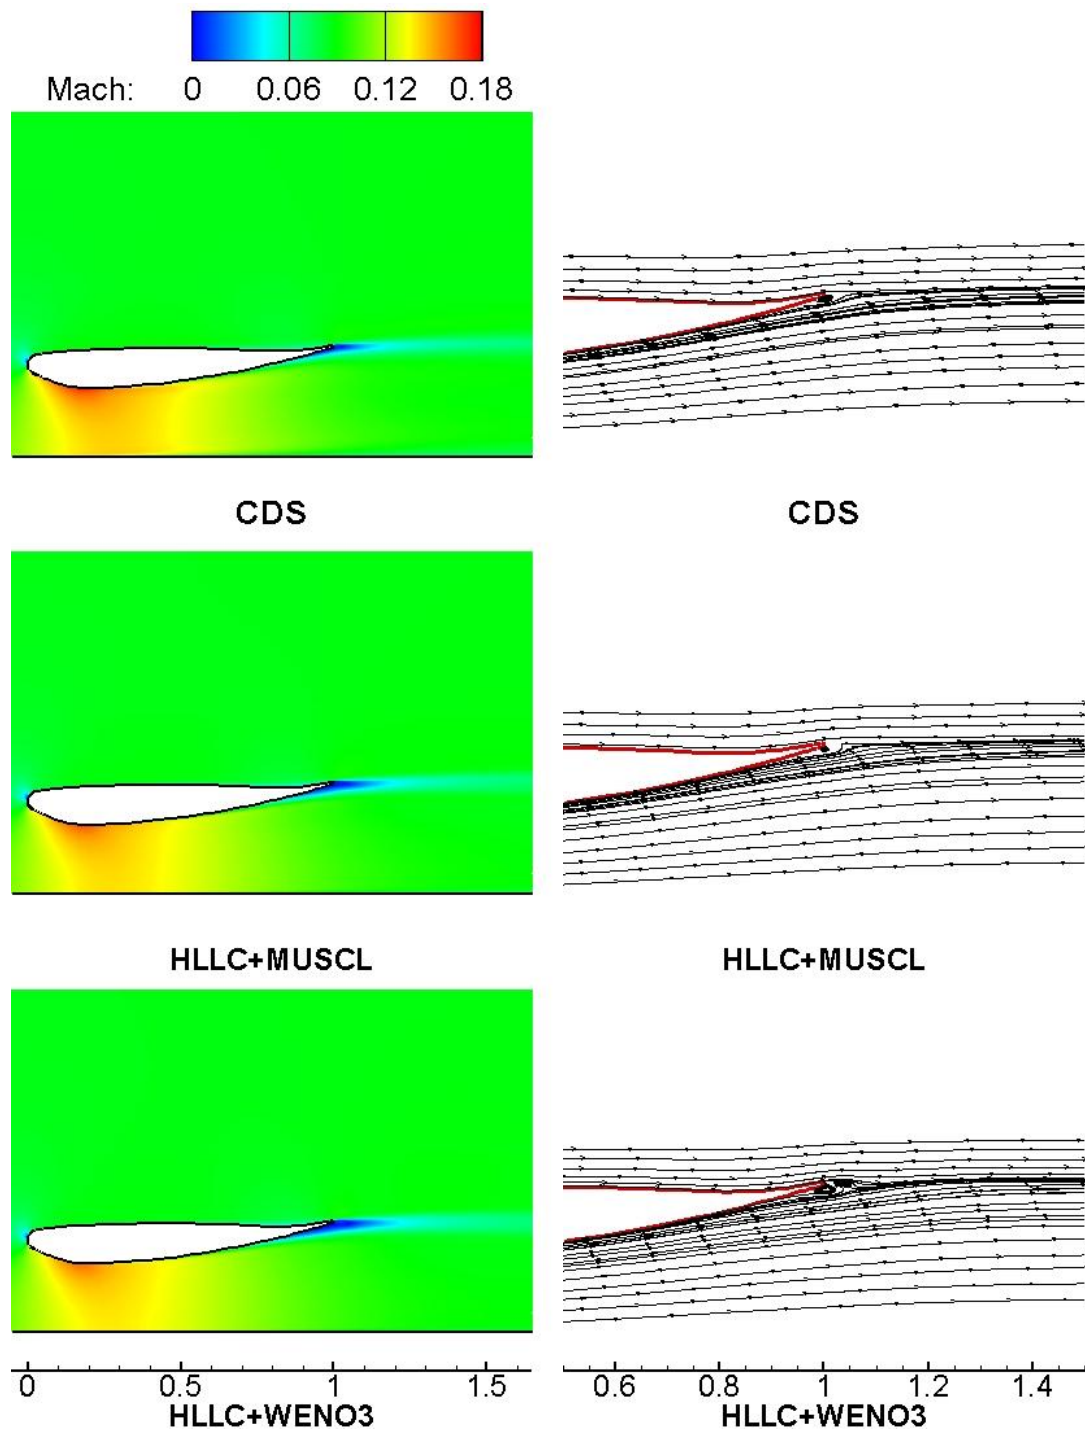 Mach: 0 0.06 0.12 0.18
CDS CDS
HLLC+MUSCL HLLC+MUSCL
0 0.5 1 1.5 0.6 0.8 1 1.2 1.4
HLLC+WENO3 HLLC+WENO3